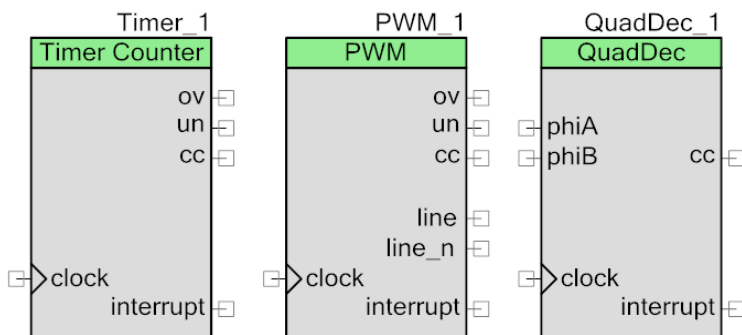 Timer_1
Timer Counter
ov
un
cc
clock
interrupt
PWM_1
PWM
ov
un
cc
line
line_n
clock
interrupt
QuadDec_1
QuadDec
phiA
phiB
cc
clock
interrupt